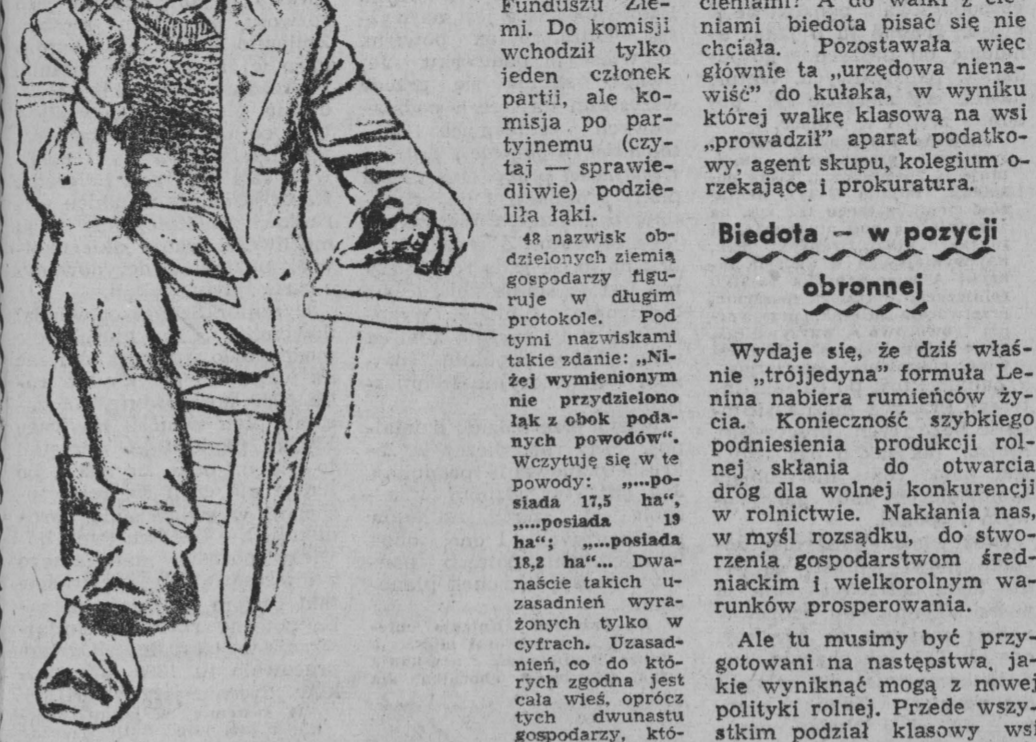 Funduszu Zie-
mi. Do komisji
wchodził tylko
jeden członek
partii, ale ko-
misja po par-
tyjnemu (czy-
taj — sprawie-
dliwie) podzie-
liła łąki.
48 nazwisk ob-
dzielonych ziemią
gospodarzy figu-
ruje w długim
protokole. Pod
tymi nazwiskami
takie zdanie: „Ni-
żej wymienionym
nie przydzielono
łąk z obok poda-
nych powodów“.
Wczytuję się w te
powody: „...po-
siada 17,5 ha“,
„...posiada 19
ha“; „...posiada
18,2 ha“... Dwa-
naście takich u-
zasadnień wyra-
żonych tylko w
cyfrach. Uzasad-
nień, co do któ-
rych zgodna jest
cała wieś, oprócz
tych dwunastu
gospodarzy, któ-
cieniami? A do walki z cie-
niami biedota pisać się nie
chciała. Pozostawała więc
głównie ta „urzędowa niena-
wiść” do kułaka, w wyniku
której walkę klasową na wsi
„prowadził” aparat podatko-
wy, agent skupu, kolegium o-
rzekające i prokuratura.
Biedota — w pozycji
obronnej
Wydaje się, że dziś właś-
nie „trójjedyna” formuła Le-
nina nabiera rumieńców ży-
cia. Konieczność szybkiego
podniesienia produkcji rol-
nej skłania do otwarcia
dróg dla wolnej konkurencji
w rolnictwie. Nakłania nas,
w myśl rozsądku, do stwo-
rzenia gospodarstwom śred-
niackim i wielkorolnym wa-
runków prosperowania.
Ale tu musimy być przy-
gotowani na następstwa, ja-
kie wyniknąć mogą z nowej
polityki rolnej. Przede wszy-
stkim podział klasowy wsi